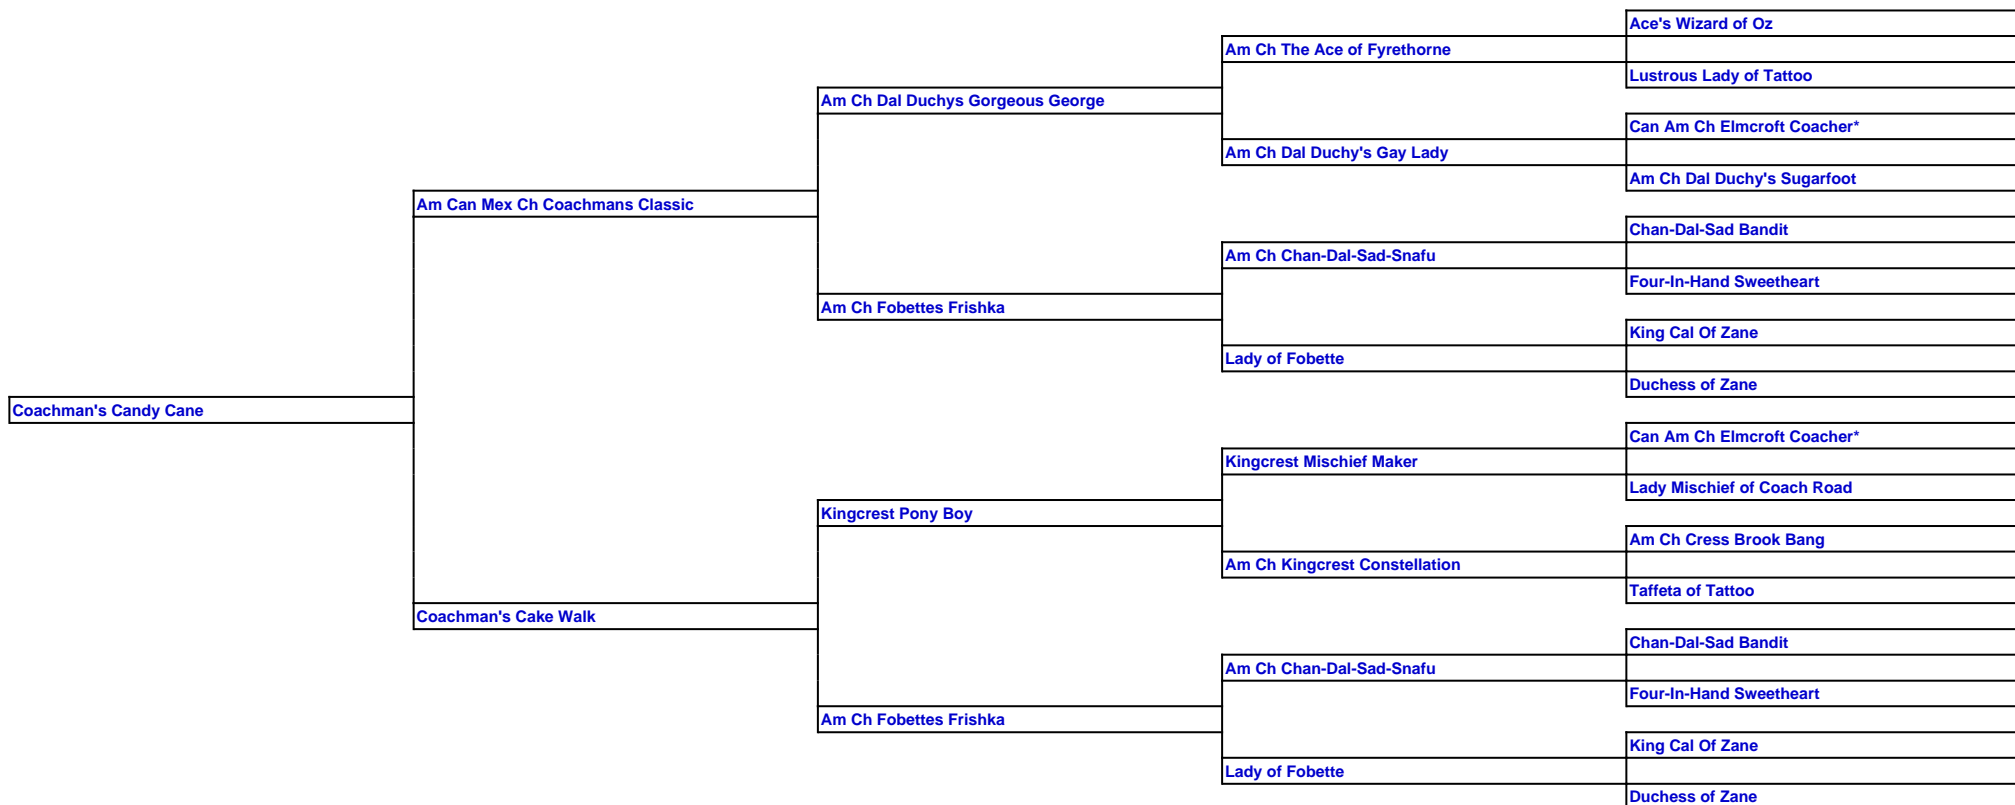 Ace's Wizard of Oz
Am Ch The Ace of Fyrethorne
Lustrous Lady of Tattoo
Am Ch Dal Duchys Gorgeous George
Can Am Ch Elmcroft Coacher*
Am Ch Dal Duchy's Gay Lady
Am Ch Dal Duchy's Sugarfoot
Am Can Mex Ch Coachmans Classic
Chan-Dal-Sad Bandit
Am Ch Chan-Dal-Sad-Snafu
Four-In-Hand Sweetheart
Am Ch Fobettes Frishka
King Cal Of Zane
Lady of Fobette
Duchess of Zane
Coachman's Candy Cane
Can Am Ch Elmcroft Coacher*
Kingcrest Mischief Maker
Lady Mischief of Coach Road
Kingcrest Pony Boy
Am Ch Cress Brook Bang
Am Ch Kingcrest Constellation
Taffeta of Tattoo
Coachman's Cake Walk
Chan-Dal-Sad Bandit
Am Ch Chan-Dal-Sad-Snafu
Four-In-Hand Sweetheart
Am Ch Fobettes Frishka
King Cal Of Zane
Lady of Fobette
Duchess of Zane